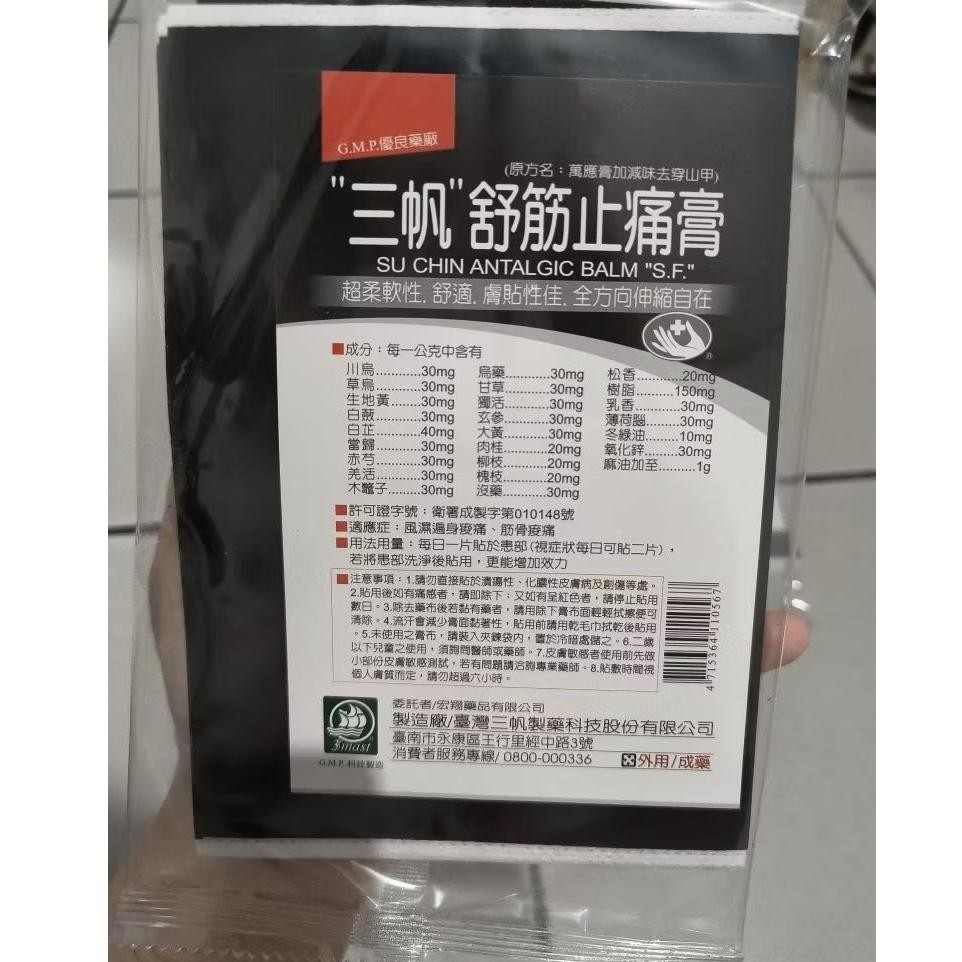 G.M.P.優良藥廠
(原方名：萬應膏加減味去穿山甲)
"三帆"舒筋止痛膏
SU CHIN ANTALGIC BALM "S.F."
超柔軟性. 舒適. 膚貼性佳. 全方向伸縮自在
®
■成分：每一公克中含有
川烏...........30mg 烏藥...........30mg 松香...........20mg
草烏...........30mg 甘草...........30mg 樹脂.........150mg
生地黃........30mg 獨活...........30mg 乳香...........30mg
白蘞...........30mg 玄參...........30mg 薄荷腦........30mg
白芷...........40mg 大黃...........30mg 冬綠油........10mg
當歸...........30mg 肉桂...........20mg 氧化鋅........30mg
赤芍...........30mg 柳枝...........20mg 麻油加至.........1g
羌活...........30mg 槐枝...........20mg
木鼈子........30mg 沒藥...........30mg
■許可證字號：衛署成製字第010148號
■適應症：風濕遍身痠痛、筋骨痠痛
■用法用量：每日一片貼於患部(視症狀每日可貼二片)，
若將患部洗淨後貼用，更能增加效力
■注意事項：1.請勿直接貼於潰瘍性、化膿性皮膚病及創傷等處。
2.貼用後如有痛感者，請即除下；又如有呈紅色者，請停止貼用
數日。3.除去藥布後若黏有藥者，請用除下膏布面輕輕拭擦便可
清除。4.流汗會減少膏面黏著性，貼用前請用乾毛巾拭乾後貼用
。5.未使用之膏布，請裝入夾鍊袋內，置於冷暗處儲之。6.二歲
以下兒童之使用，須詢問醫師或藥師。7.皮膚敏感者使用前先做
小部份皮膚敏感測試，若有問題請洽詢專業藥師。8.貼敷時間視
個人膚質而定，請勿超過六小時。
4 715364 110567
3mast
G.M.P. 科技製造
委託者/宏翔藥品有限公司
製造廠/臺灣三帆製藥科技股份有限公司
臺南市永康區王行里經中路3號
消費者服務專線/ 0800-000336
外用/成藥